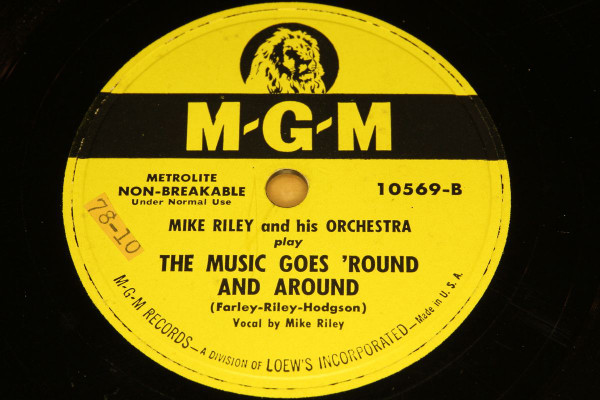 M-G-M
METROLITE
NON-BREAKABLE
Under Normal Use
10569-B
78-10
MIKE RILEY and his ORCHESTRA
play
THE MUSIC GOES 'ROUND
AND AROUND
(Farley-Riley-Hodgson)
Vocal by Mike Riley
M-G-M RECORDS—A DIVISION OF LOEW'S INCORPORATED—Made in U.S.A.